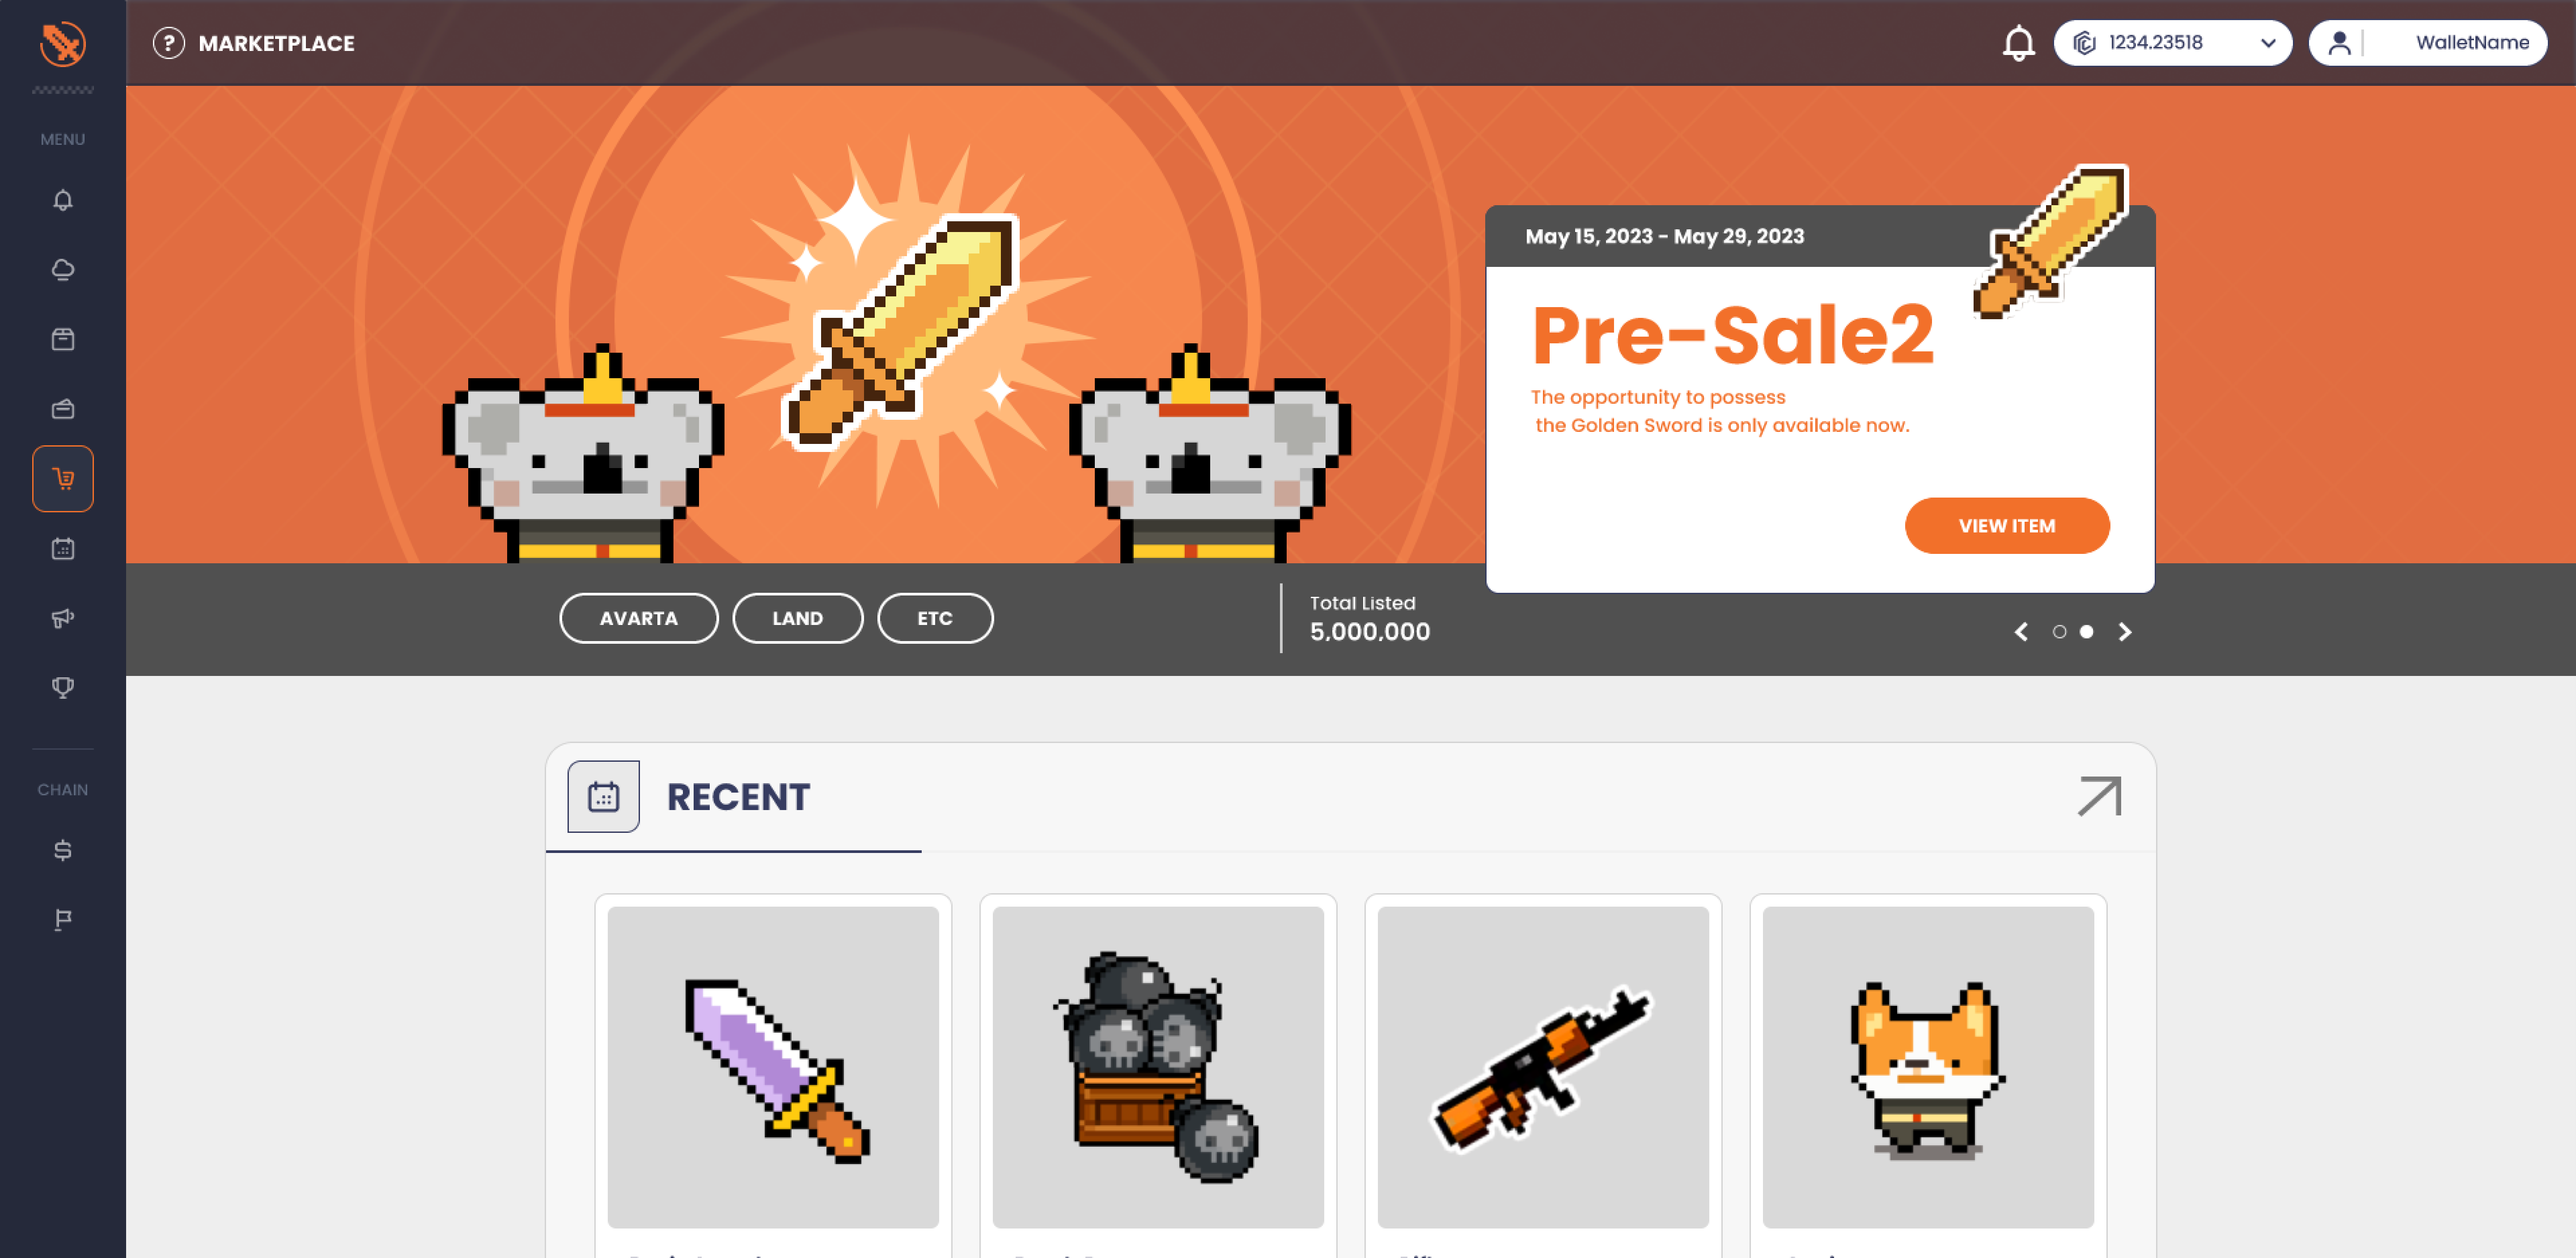 MARKETPLACE
1234.23518
WalletName
MENU
May 15, 2023 - May 29, 2023
Pre-Sale2
The opportunity to possess
the Golden Sword is only available now.
VIEW ITEM
AVARTA
LAND
ETC
Total Listed
5,000,000
CHAIN
RECENT